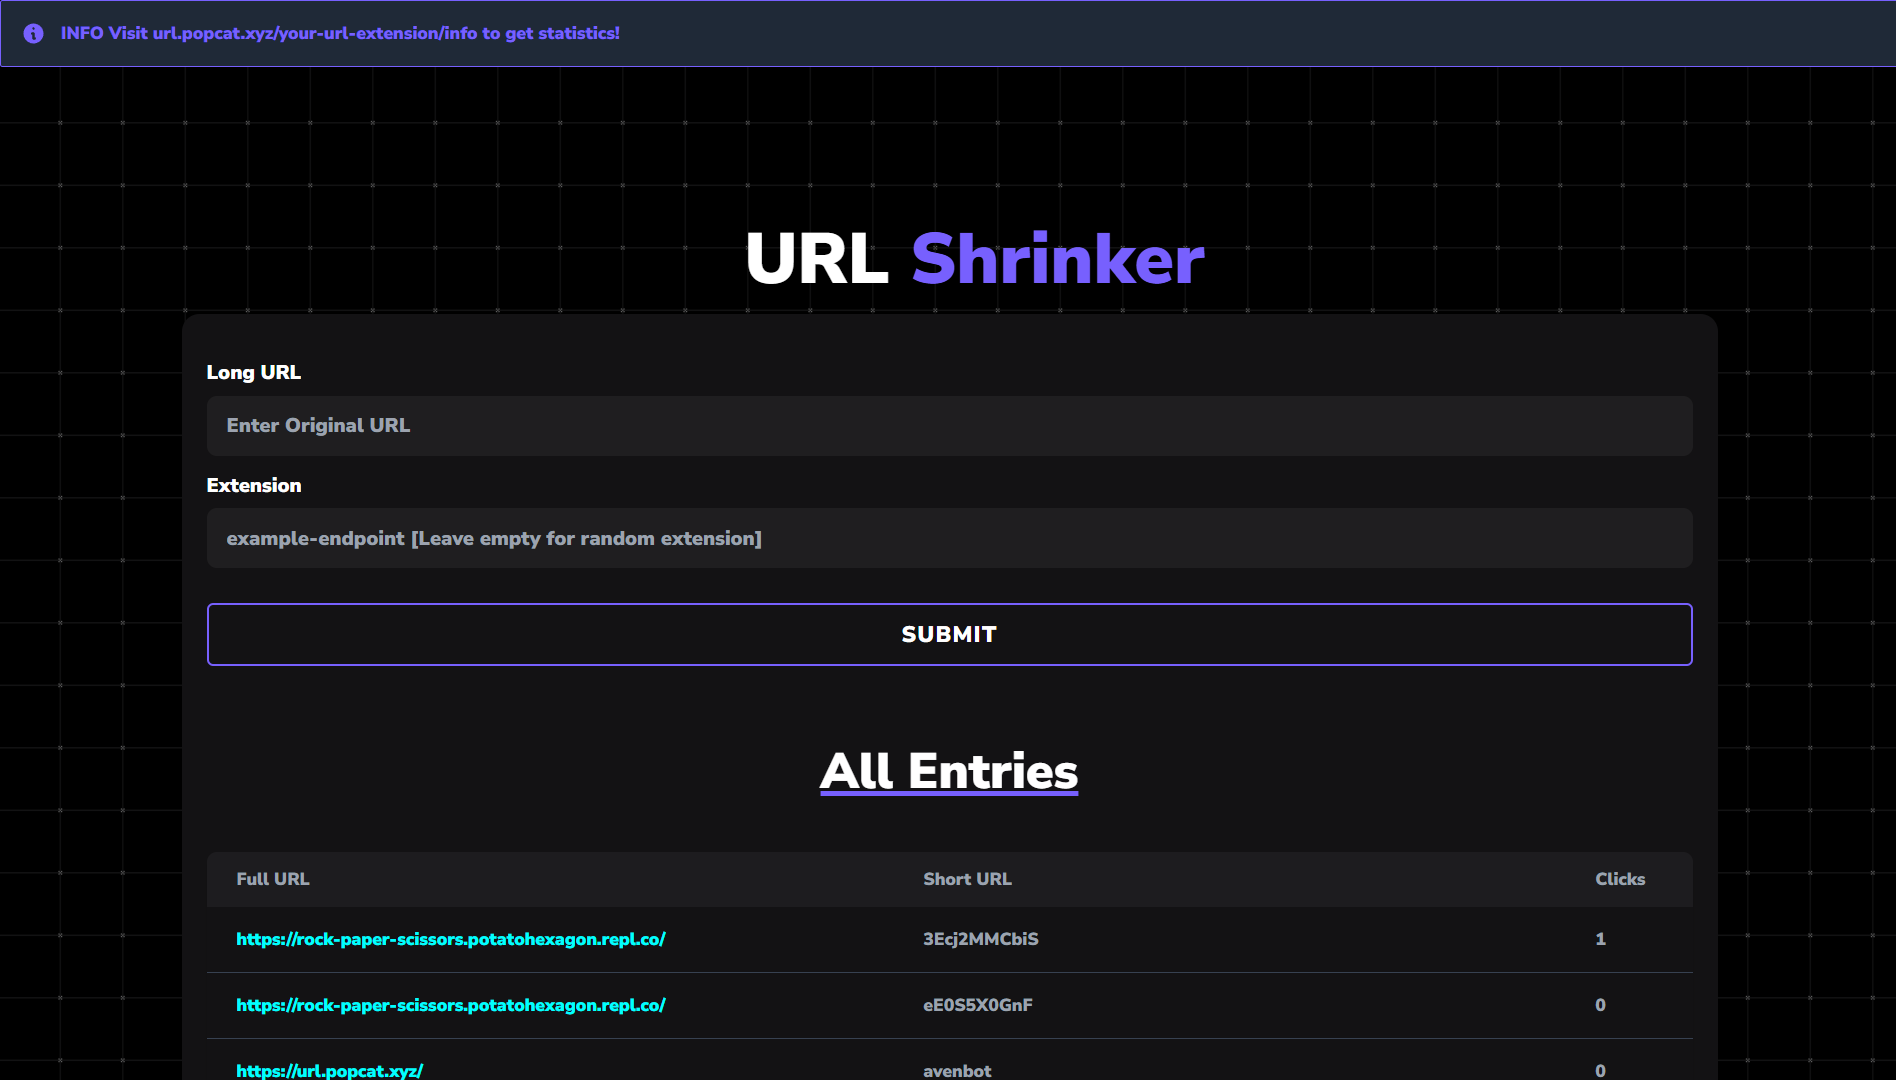 INFO Visit url.popcat.xyz/your-url-extension/info to get statistics!
URL Shrinker
Long URL
Enter Original URL
Extension
example-endpoint [Leave empty for random extension]
SUBMIT
All Entries
Full URL Short URL Clicks
https://rock-paper-scissors.potatohexagon.repl.co/ 3Ecj2MMCbiS 1
https://rock-paper-scissors.potatohexagon.repl.co/ eE0S5X0GnF 0
https://url.popcat.xyz/ avenbot 0